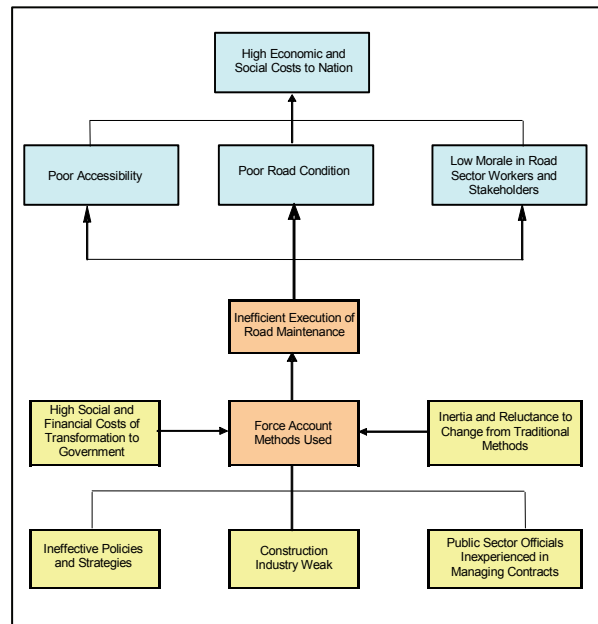 High Economic and
Social Costs to Nation
Poor Accessibility
Poor Road Condition
Low Morale in Road
Sector Workers and
Stakeholders
Inefficient Execution of
Road Maintenance
High Social and
Financial Costs of
Transformation to
Government
Force Account
Methods Used
Inertia and Reluctance to
Change from Traditional
Methods
Ineffective Policies
and Strategies
Construction
Industry Weak
Public Sector Officials
Inexperienced in
Managing Contracts